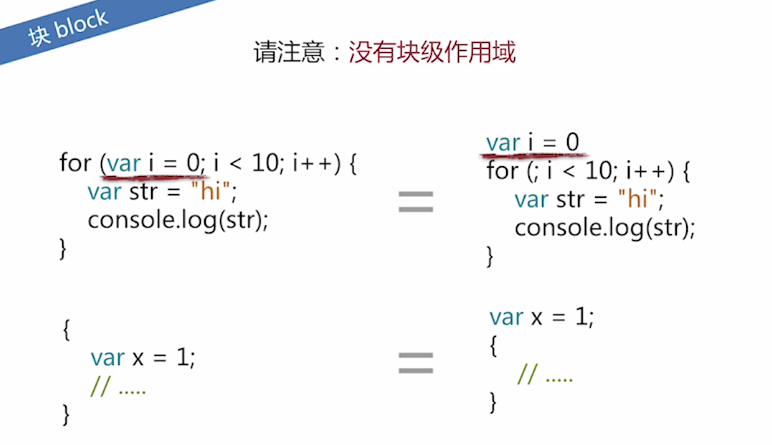 块 block
请注意：没有块级作用域
for (var i = 0; i < 10; i++) {
var str = "hi";
console.log(str);
}
=
var i = 0
for (; i < 10; i++) {
var str = "hi";
console.log(str);
}
{
var x = 1;
// .....
}
=
var x = 1;
{
// .....
}